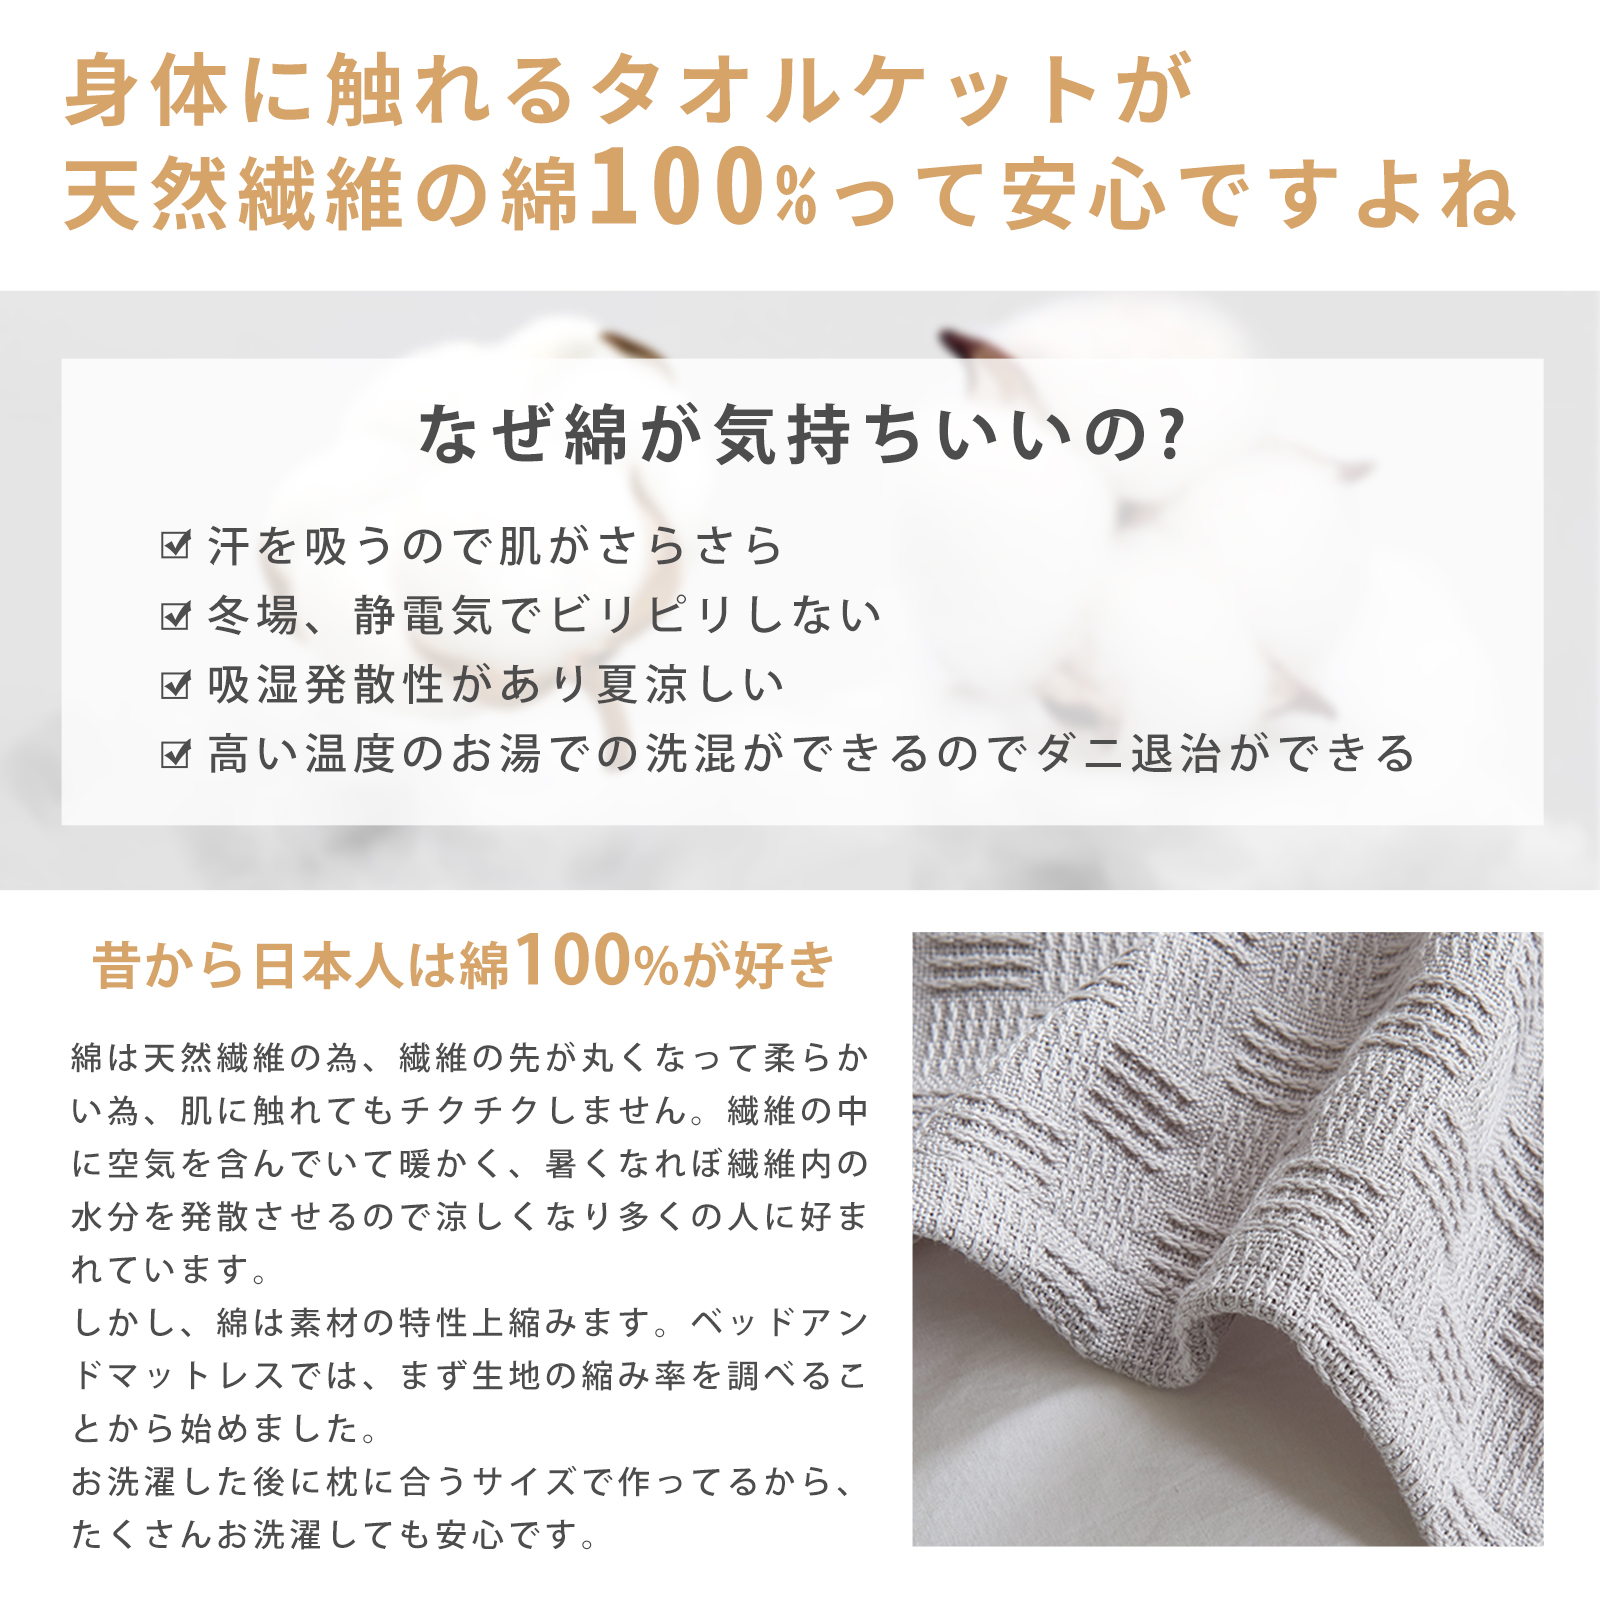 身体に触れるタオルケットが
天然繊維の綿100%って安心ですよね
なぜ綿が気持ちいいの?
汗を吸うので肌がさらさら
冬場、静電気でビリピリしない
吸湿発散性があり夏涼しい
高い温度のお湯での洗混ができるのでダニ退治ができる
昔から日本人は綿100%が好き
綿は天然繊維の為、繊維の先が丸くなって柔らか
い為、肌に触れてもチクチクしません。繊維の中
に空気を含んでいて暖かく、暑くなれぼ繊維内の
水分を発散させるので涼しくなり多くの人に好ま
れています。
しかし、綿は素材の特性上縮みます。ベッドアン
ドマットレスでは、まず生地の縮み率を調べるこ
とから始めました。
お洗濯した後に枕に合うサイズで作ってるから、
たくさんお洗濯しても安心です。